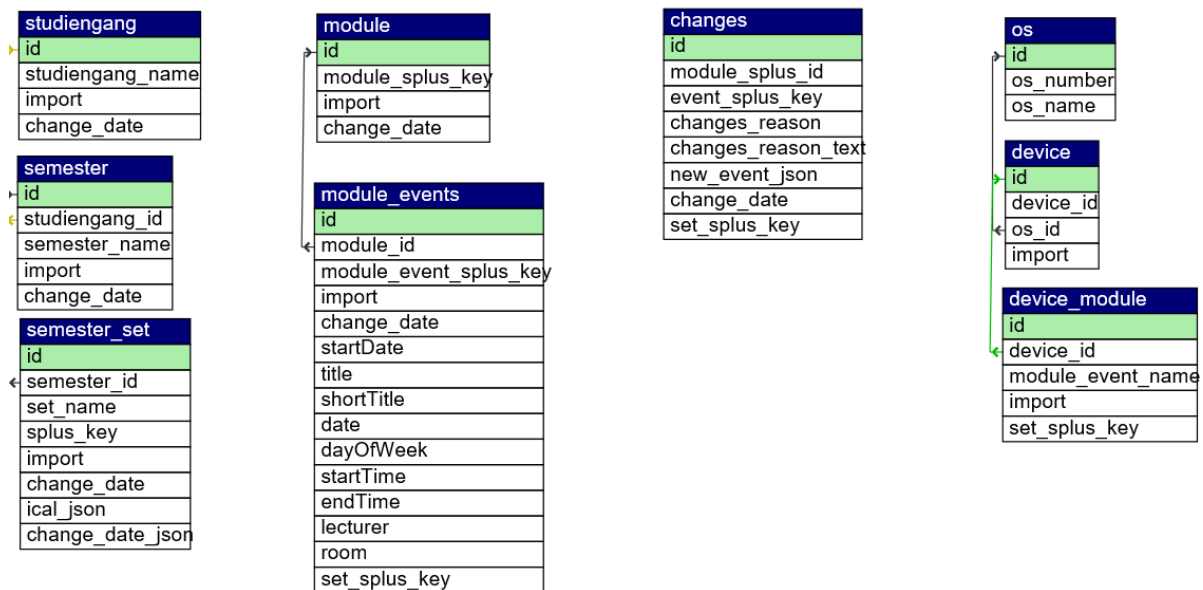 studiengang
id
studiengang_name
import
change_date
semester
id
studiengang_id
semester_name
import
change_date
semester_set
id
semester_id
set_name
splus_key
import
change_date
ical_json
change_date_json
module
id
module_splus_key
import
change_date
module_events
id
module_id
module_event_splus_key
import
change_date
startDate
title
shortTitle
date
dayOfWeek
startTime
endTime
lecturer
room
set_splus_key
changes
id
module_splus_id
event_splus_key
changes_reason
changes_reason_text
new_event_json
change_date
set_splus_key
os
id
os_number
os_name
device
id
device_id
os_id
import
device_module
id
device_id
module_event_name
import
set_splus_key